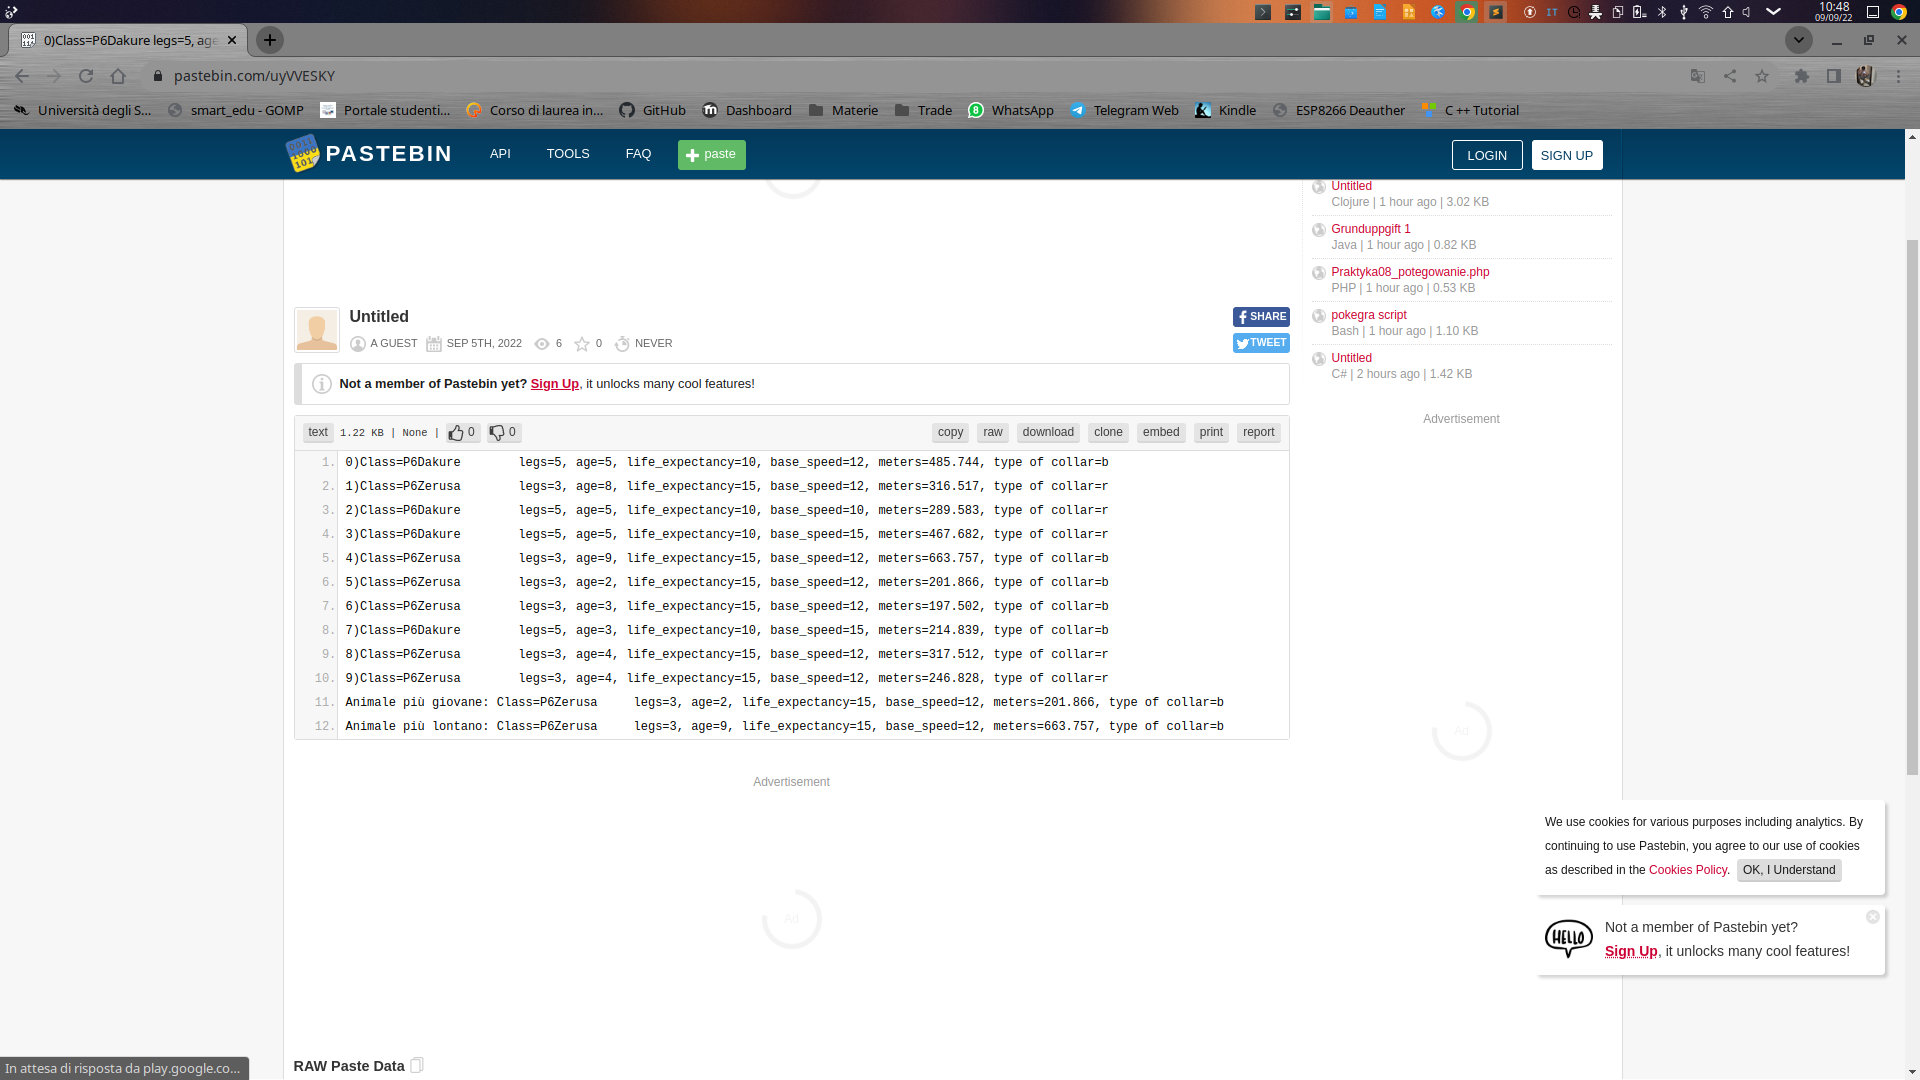 IT
10:48
09/09/22
0)Class=P6Dakure legs=5, age
pastebin.com/uyVVESKY
Università degli S...
smart_edu - GOMP
Portale studenti...
Corso di laurea in...
GitHub
Dashboard
Materie
Trade
WhatsApp
Telegram Web
Kindle
ESP8266 Deauther
C ++ Tutorial
PASTEBIN
API
TOOLS
FAQ
paste
LOGIN
SIGN UP
Untitled
Clojure | 1 hour ago | 3.02 KB
Grunduppgift 1
Java | 1 hour ago | 0.82 KB
Praktyka08_potegowanie.php
PHP | 1 hour ago | 0.53 KB
pokegra script
Bash | 1 hour ago | 1.10 KB
Untitled
C# | 2 hours ago | 1.42 KB
Advertisement
Untitled
A GUEST
SEP 5TH, 2022
6
0
NEVER
SHARE
TWEET
Not a member of Pastebin yet? Sign Up, it unlocks many cool features!
text 1.22 KB | None | 0 0
copy raw download clone embed print report
1. 0)Class=P6Dakure        legs=5, age=5, life_expectancy=10, base_speed=12, meters=485.744, type of collar=b
2. 1)Class=P6Zerusa        legs=3, age=8, life_expectancy=15, base_speed=12, meters=316.517, type of collar=r
3. 2)Class=P6Dakure        legs=5, age=5, life_expectancy=10, base_speed=10, meters=289.583, type of collar=r
4. 3)Class=P6Dakure        legs=5, age=5, life_expectancy=10, base_speed=15, meters=467.682, type of collar=r
5. 4)Class=P6Zerusa        legs=3, age=9, life_expectancy=15, base_speed=12, meters=663.757, type of collar=b
6. 5)Class=P6Zerusa        legs=3, age=2, life_expectancy=15, base_speed=12, meters=201.866, type of collar=b
7. 6)Class=P6Zerusa        legs=3, age=3, life_expectancy=15, base_speed=12, meters=197.502, type of collar=b
8. 7)Class=P6Dakure        legs=5, age=3, life_expectancy=10, base_speed=15, meters=214.839, type of collar=b
9. 8)Class=P6Zerusa        legs=3, age=4, life_expectancy=15, base_speed=12, meters=317.512, type of collar=r
10. 9)Class=P6Zerusa        legs=3, age=4, life_expectancy=15, base_speed=12, meters=246.828, type of collar=r
11. Animale più giovane: Class=P6Zerusa     legs=3, age=2, life_expectancy=15, base_speed=12, meters=201.866, type of collar=b
12. Animale più lontano: Class=P6Zerusa     legs=3, age=9, life_expectancy=15, base_speed=12, meters=663.757, type of collar=b
Ad
Advertisement
Ad
We use cookies for various purposes including analytics. By
continuing to use Pastebin, you agree to our use of cookies
as described in the Cookies Policy. OK, I Understand
HELLO
Not a member of Pastebin yet?
Sign Up, it unlocks many cool features!
RAW Paste Data
In attesa di risposta da play.google.co...